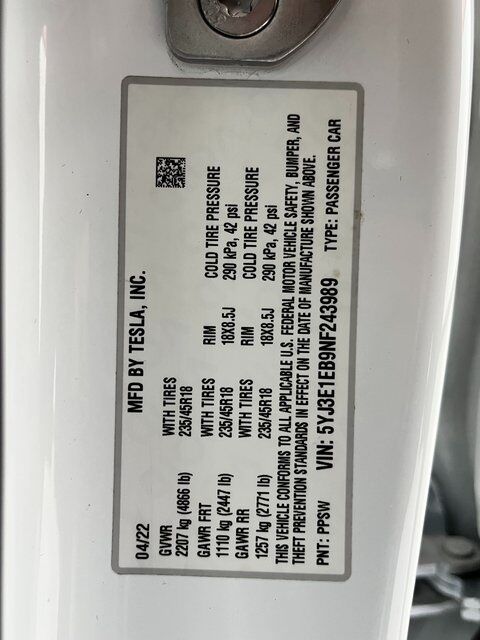 MFD BY TESLA, INC.
04/22
GVWR WITH TIRES RIM COLD TIRE PRESSURE
2207 kg (4866 lb) 235/45R18 18X8.5J 290 kPa, 42 psi
GAWR FRT WITH TIRES RIM COLD TIRE PRESSURE
1110 kg (2447 lb) 235/45R18 18X8.5J 290 kPa, 42 psi
GAWR RR
1257 kg (2771 lb)
THIS VEHICLE CONFORMS TO ALL APPLICABLE U.S. FEDERAL MOTOR VEHICLE SAFETY, BUMPER, AND
THEFT PREVENTION STANDARDS IN EFFECT ON THE DATE OF MANUFACTURE SHOWN ABOVE.
PNT: PPSW VIN: 5YJ3E1EB9NF243989 TYPE: PASSENGER CAR